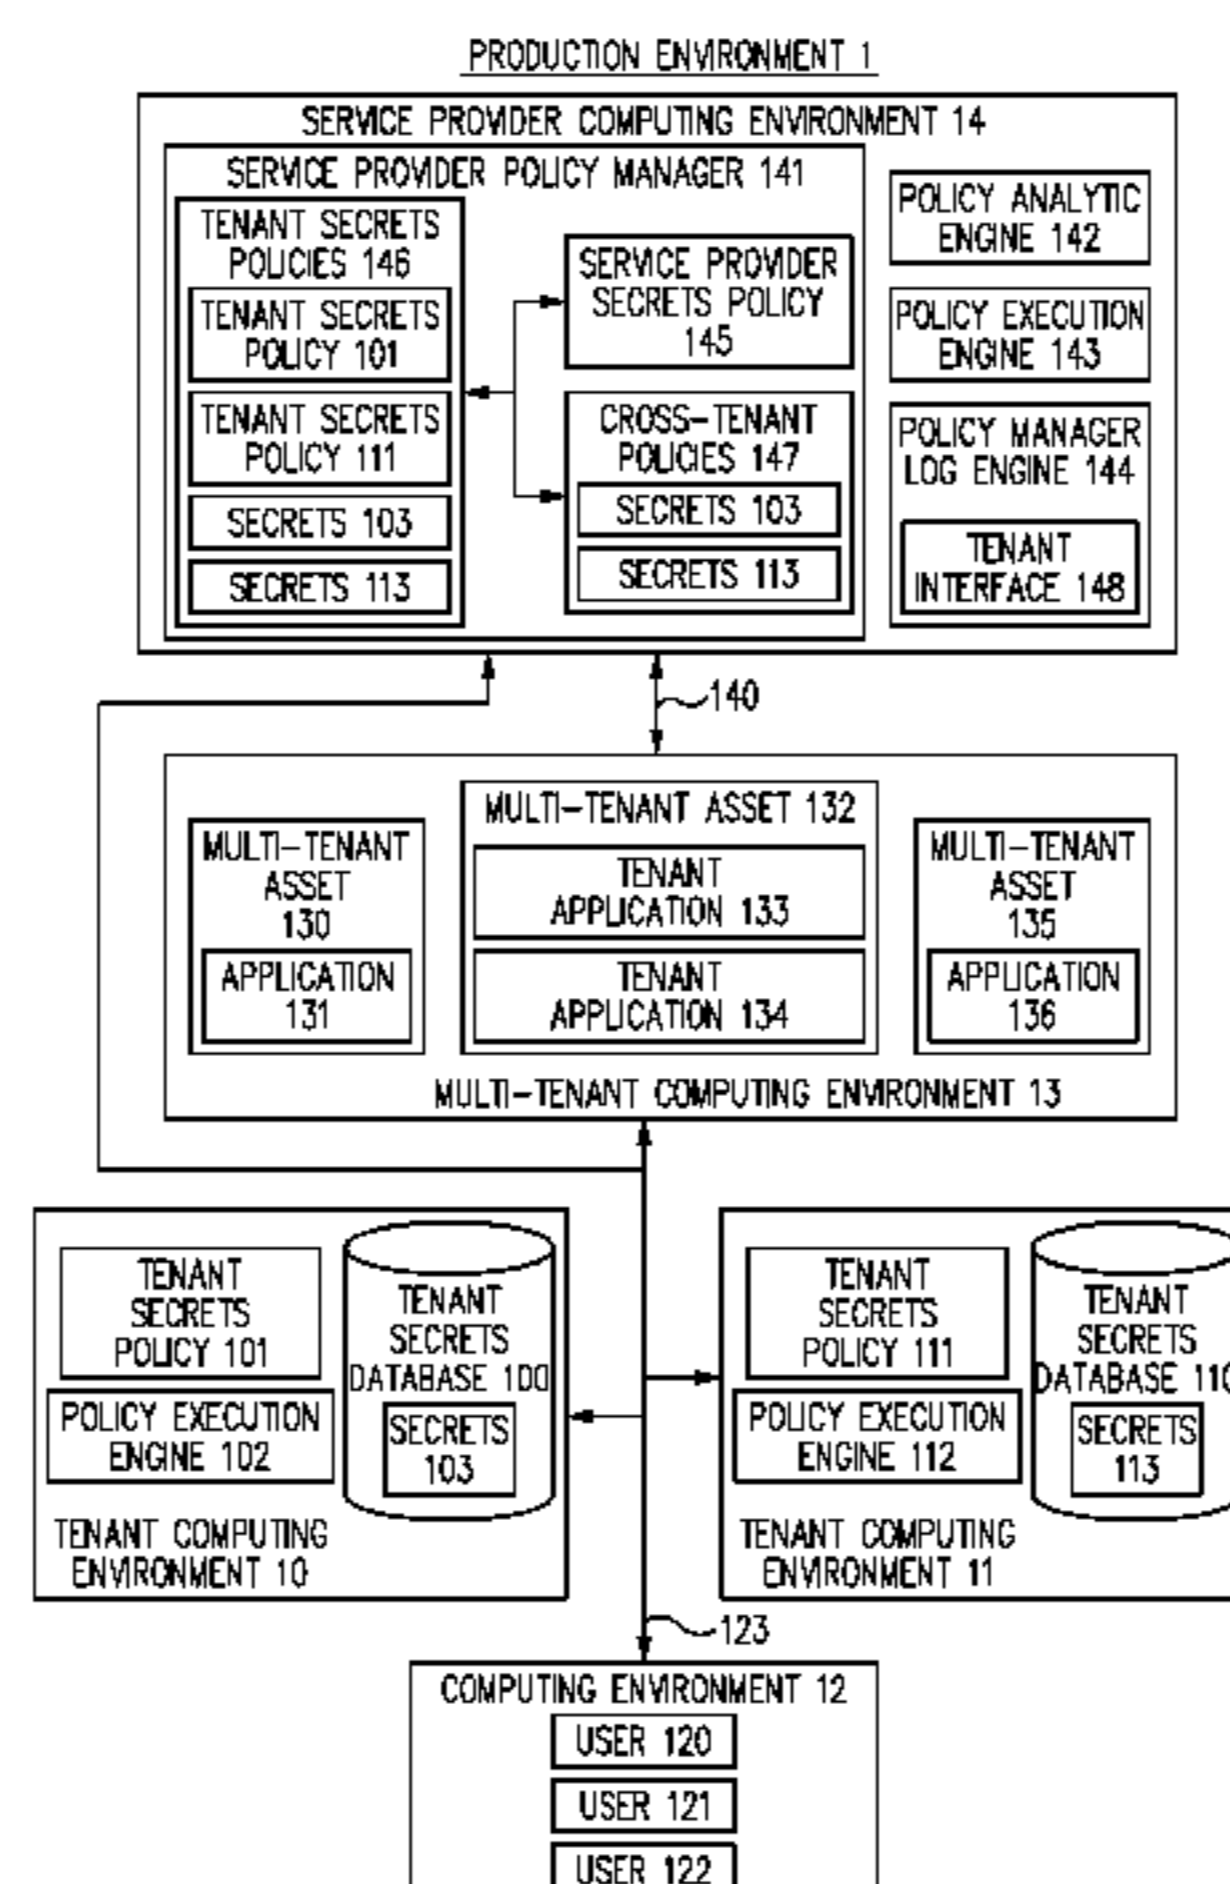 PRODUCTION ENVIRONMENT 1
SERVICE PROVIDER COMPUTING ENVIRONMENT 14
SERVICE PROVIDER POLICY MANAGER 141
TENANT SECRETS
POLICIES 146
TENANT SECRETS
POLICY 101
TENANT SECRETS
POLICY 111
SECRETS 103
SECRETS 113
SERVICE PROVIDER
SECRETS POLICY
145
CROSS-TENANT
POLICIES 147
SECRETS 103
SECRETS 113
POLICY ANALYTIC
ENGINE 142
POLICY EXECUTION
ENGINE 143
POLICY MANAGER
LOG ENGINE 144
TENANT
INTERFACE 148
140
MULTI-TENANT
ASSET
130
APPLICATION
131
MULTI-TENANT ASSET 132
TENANT
APPLICATION 133
TENANT
APPLICATION 134
MULTI-TENANT
ASSET
135
APPLICATION
136
MULTI-TENANT COMPUTING ENVIRONMENT 13
TENANT
SECRETS
POLICY 101
POLICY EXECUTION
ENGINE 102
TENANT
SECRETS
DATABASE 100
SECRETS
103
TENANT COMPUTING
ENVIRONMENT 10
TENANT
SECRETS
POLICY 111
POLICY EXECUTION
ENGINE 112
TENANT
SECRETS
DATABASE 110
SECRETS
113
TENANT COMPUTING
ENVIRONMENT 11
123
COMPUTING ENVIRONMENT 12
USER 120
USER 121
USER 122